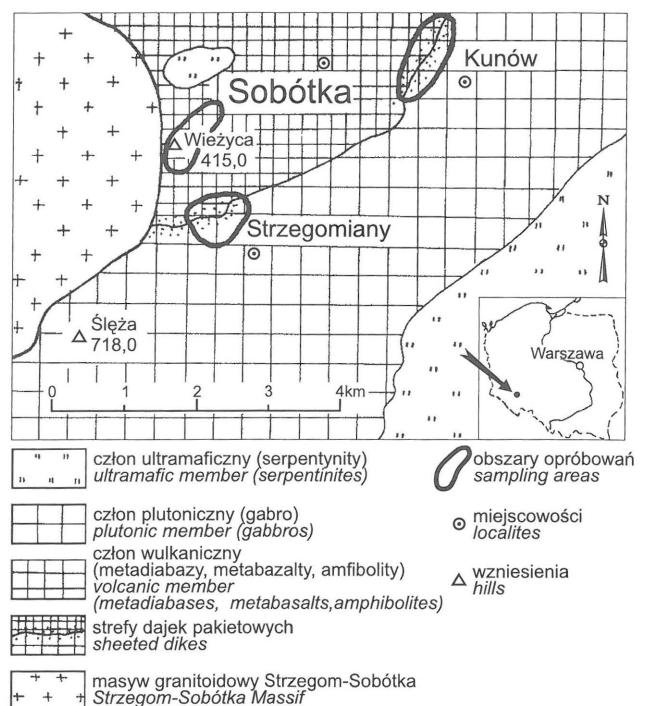 Kunów
Sobótka
Wieżyca
415,0
Strzegomiany
N
Ślęża
718,0
Warszawa
0 1 2 3 4km
człon ultramaficzny (serpentynity)
ultramafic member (serpentinites)
człon plutoniczny (gabro)
plutonic member (gabbros)
człon wulkaniczny
(metadiabazy, metabazalty, amfibolity)
volcanic member
(metadiabases, metabasalts,amphibolites)
strefy dajek pakietowych
sheeted dikes
masyw granitoidowy Strzegom-Sobótka
Strzegom-Sobótka Massif
obszary opróbowań
sampling areas
miejscowości
localites
wzniesienia
hills